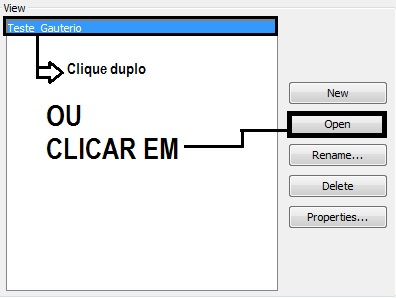 View
Teste_Gauterio
Clique duplo
OU
CLICAR EM
New
Open
Rename...
Delete
Properties...